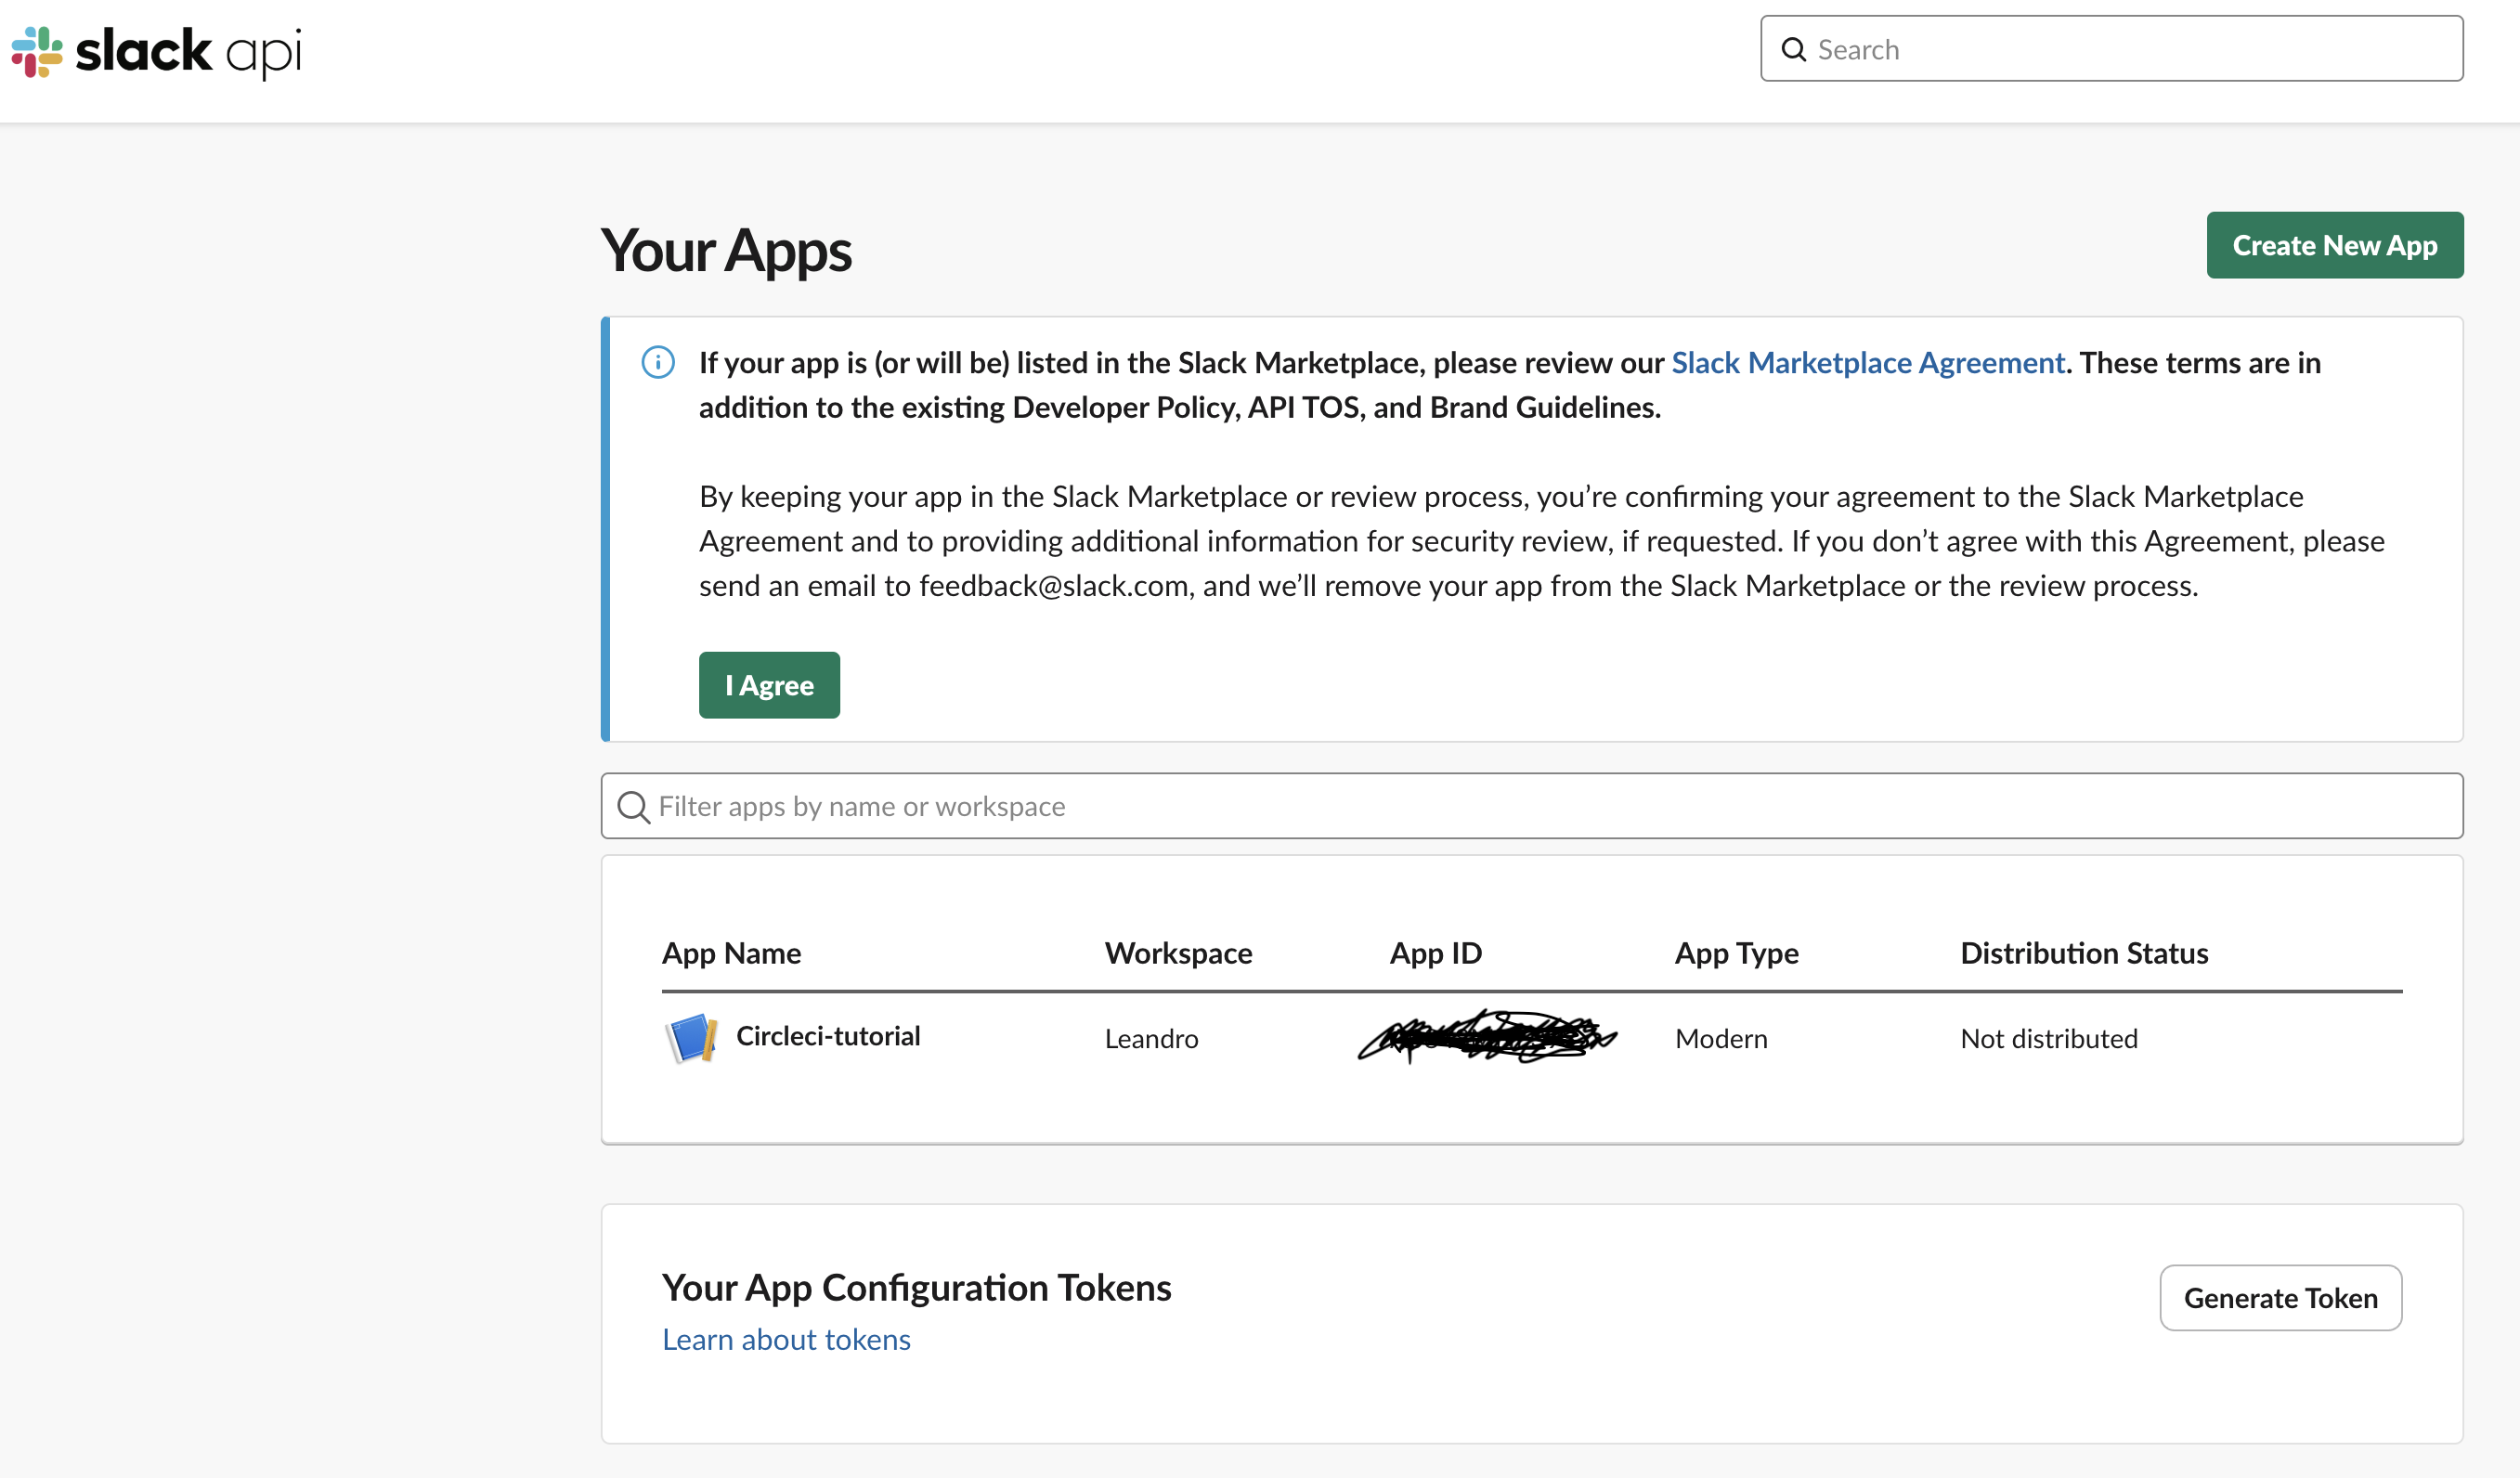 slack api
Search
Your Apps
Create New App
If your app is (or will be) listed in the Slack Marketplace, please review our Slack Marketplace Agreement. These terms are in
addition to the existing Developer Policy, API TOS, and Brand Guidelines.
By keeping your app in the Slack Marketplace or review process, you’re confirming your agreement to the Slack Marketplace
Agreement and to providing additional information for security review, if requested. If you don’t agree with this Agreement, please
send an email to feedback@slack.com, and we’ll remove your app from the Slack Marketplace or the review process.
I Agree
Filter apps by name or workspace
App Name Workspace App ID App Type Distribution Status
Circleci-tutorial Leandro Modern Not distributed
Your App Configuration Tokens
Generate Token
Learn about tokens